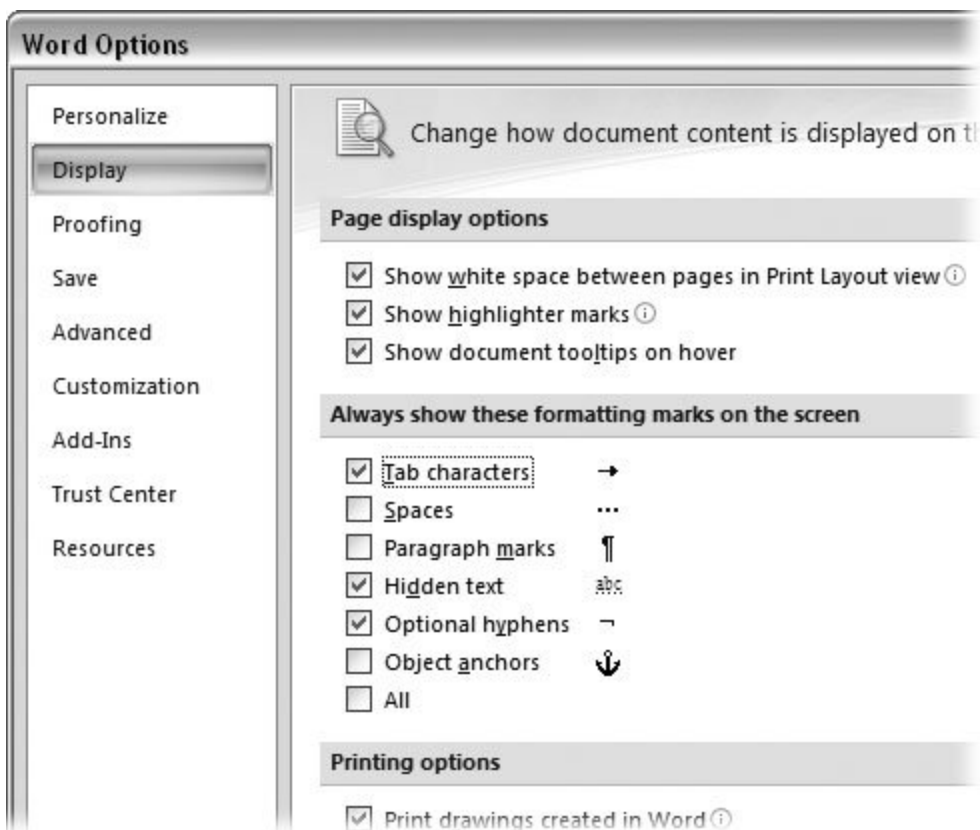 Word Options
Personalize
Display
Proofing
Save
Advanced
Customization
Add-Ins
Trust Center
Resources
Change how document content is displayed on
Page display options
Show white space between pages in Print Layout view
Show highlighter marks
Show document tooltips on hover
Always show these formatting marks on the screen
Tab characters →
Spaces ...
Paragraph marks ¶
Hidden text abc
Optional hyphens ¬
Object anchors
All
Printing options
Print drawings created in Word